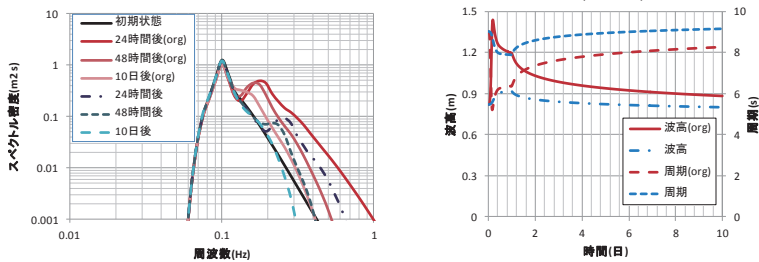 スペクトル密度(m2 s)
10
1
0.1
0.01
0.001
初期状態
24時間後(org)
48時間後(org)
10日後(org)
24時間後
48時間後
10日後
0.01
0.1
1
周波数(Hz)
波高(m)
1.5
1.2
0.9
0.6
0.3
0
波高(org)
波高
周期(org)
周期
10
8
6
4
2
0
周期(s)
0
2
4
6
8
10
時間(日)